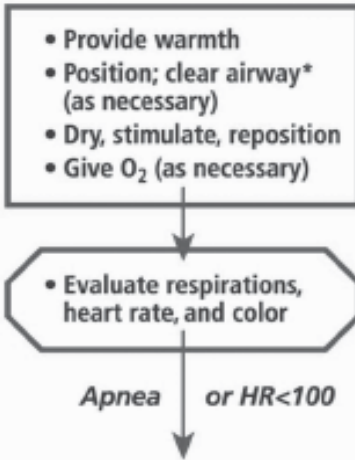 • Provide warmth
• Position; clear airway*
(as necessary)
• Dry, stimulate, reposition
• Give O₂ (as necessary)
• Evaluate respirations,
heart rate, and color
Apnea or HR<100